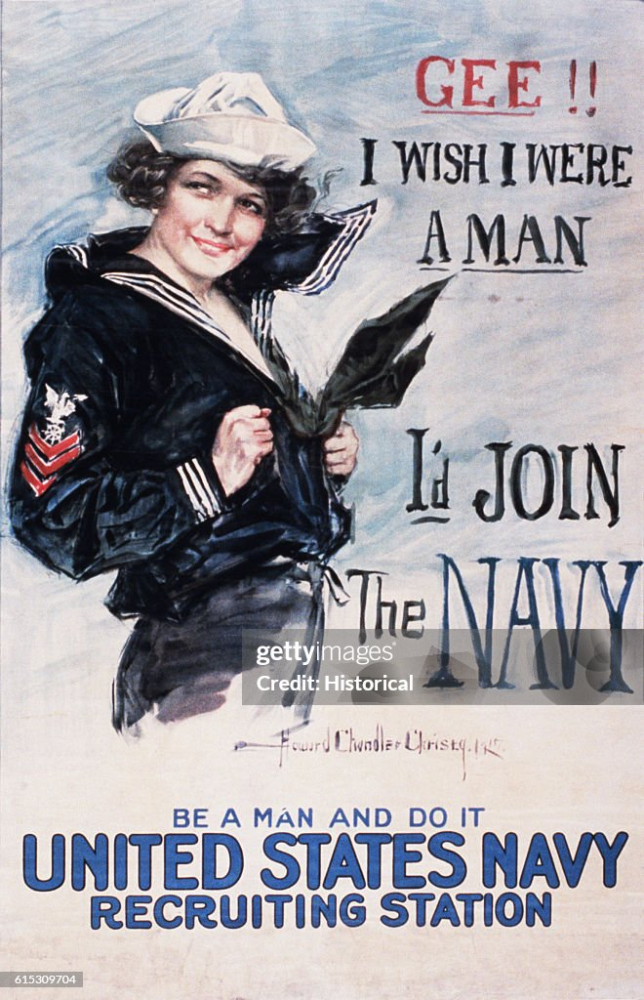 GEE !!
I WISH I WERE
A MAN
I'd JOIN
The NAVY
gettyimages®
Historical
Howard Chandler Christy. 1917.
BE A MAN AND DO IT
UNITED STATES NAVY
RECRUITING STATION
615309704